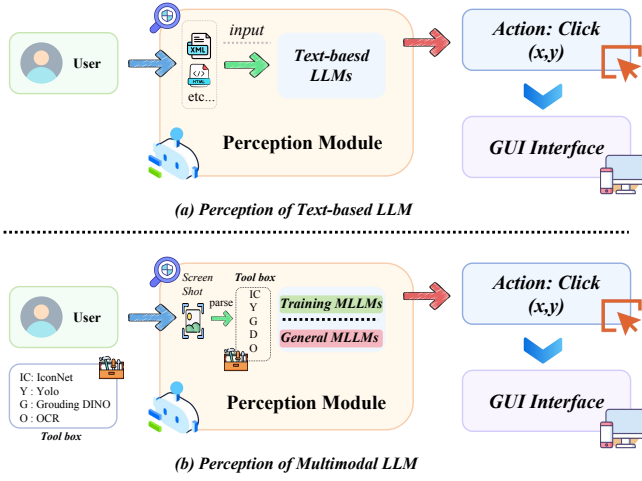 User
XML
HTML
etc...
input
Text-baesd
LLMs
Perception Module
Action: Click
(x,y)
GUI Interface
(a) Perception of Text-based LLM
User
IC: IconNet
Y : Yolo
G : Grouding DINO
O : OCR
Tool box
Screen
Shot
parse
Tool box
IC
Y
G
D
O
Training MLLMs
General MLLMs
Perception Module
Action: Click
(x,y)
GUI Interface
(b) Perception of Multimodal LLM